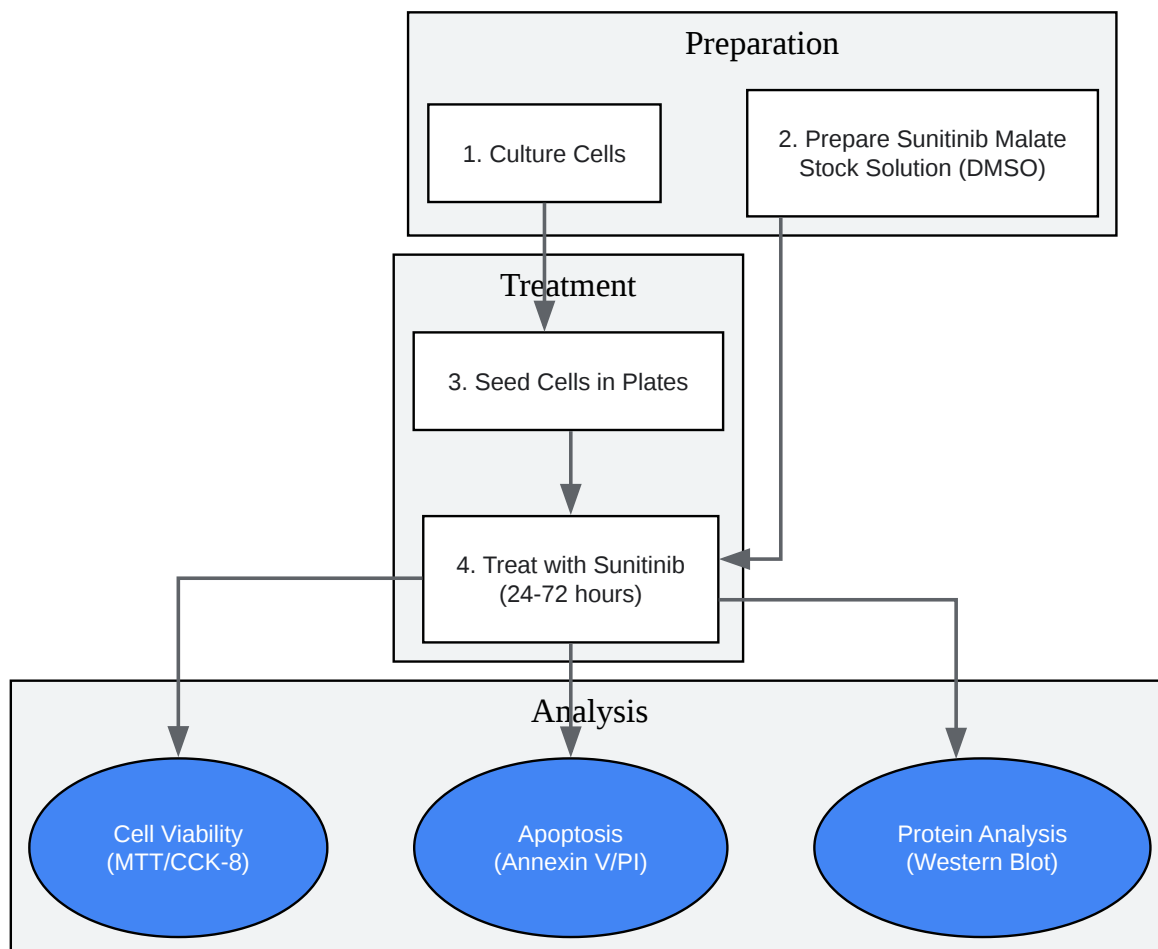 Preparation
1. Culture Cells
2. Prepare Sunitinib Malate
Stock Solution (DMSO)
Treatment
3. Seed Cells in Plates
4. Treat with Sunitinib
(24-72 hours)
Analysis
Cell Viability
(MTT/CCK-8)
Apoptosis
(Annexin V/PI)
Protein Analysis
(Western Blot)